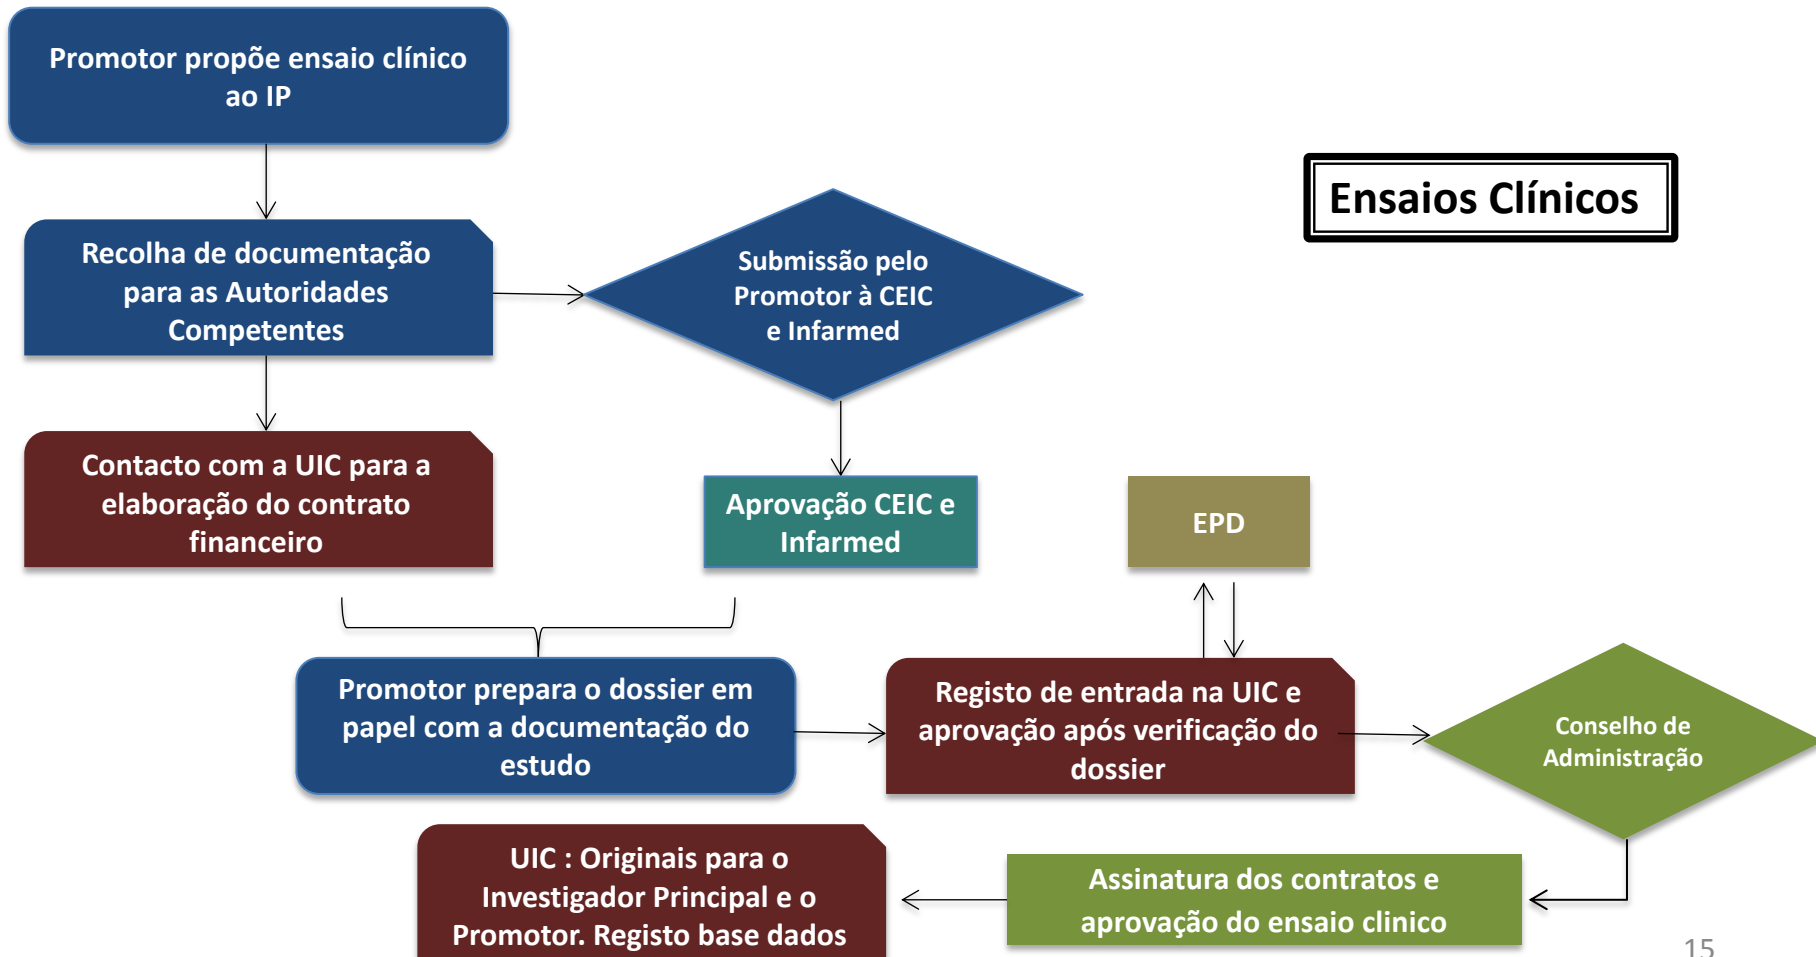 Promotor propõe ensaio clínico
ao IP
Ensaios Clínicos
Recolha de documentação
para as Autoridades
Competentes
Submissão pelo
Promotor à CEIC
e Infarmed
Contacto com a UIC para a
elaboração do contrato
financeiro
Aprovação CEIC e
Infarmed
EPD
Promotor prepara o dossier em
papel com a documentação do
estudo
Registo de entrada na UIC e
aprovação após verificação do
dossier
Conselho de
Administração
UIC : Originais para o
Investigador Principal e o
Promotor. Registo base dados
Assinatura dos contratos e
aprovação do ensaio clinico
15